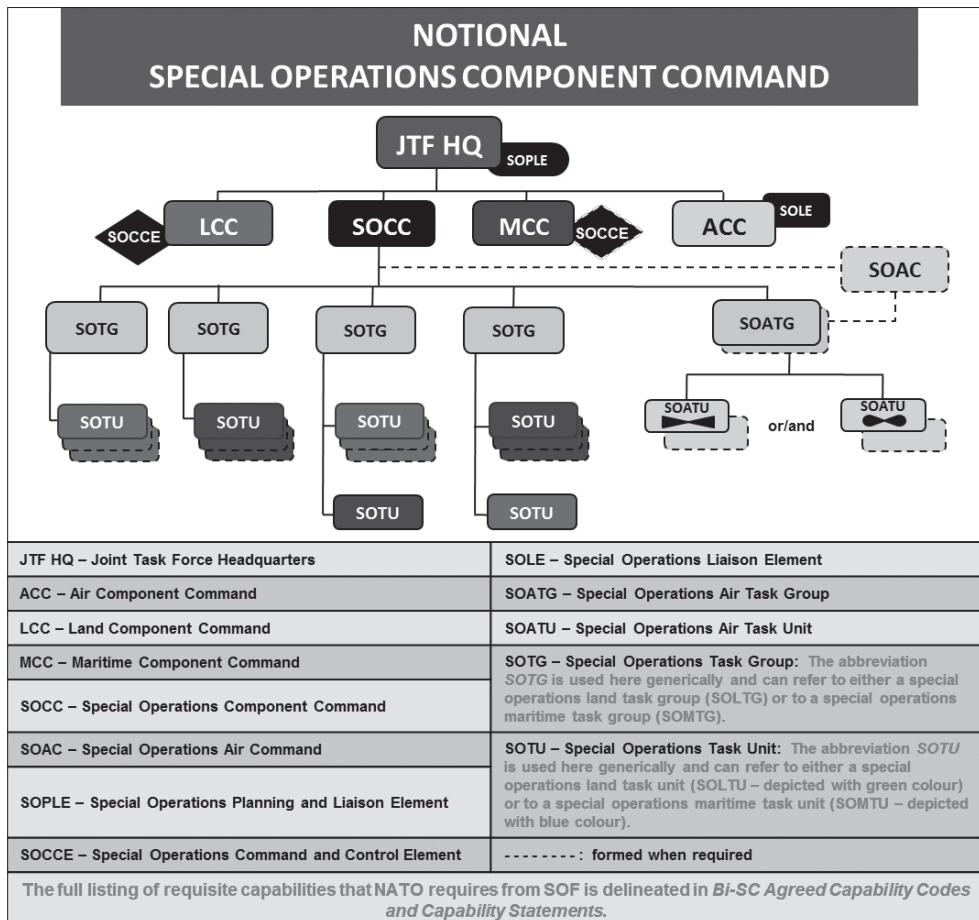 NOTIONAL
SPECIAL OPERATIONS COMPONENT COMMAND
JTF HQ
SOPLE
SOCCE
LCC
SOCC
MCC
SOCCE
ACC
SOLE
SOAC
SOTG
SOTG
SOTG
SOTG
SOATG
SOTU
SOTU
SOTU
SOTU
SOATU
or/and
SOATU
SOTU
SOTU
JTF HQ – Joint Task Force Headquarters
SOLE – Special Operations Liaison Element
ACC – Air Component Command
SOATG – Special Operations Air Task Group
LCC – Land Component Command
SOATU – Special Operations Air Task Unit
MCC – Maritime Component Command
SOCC – Special Operations Component Command
SOTG – Special Operations Task Group: The abbreviation
SOTG is used here generically and can refer to either a special
operations land task group (SOLTG) or to a special operations
maritime task group (SOMTG).
SOAC – Special Operations Air Command
SOPLE – Special Operations Planning and Liaison Element
SOTU – Special Operations Task Unit: The abbreviation SOTU
is used here generically and can refer to either a special
operations land task unit (SOLTU – depicted with green colour)
or to a special operations maritime task unit (SOMTU – depicted
with blue colour).
SOCCE – Special Operations Command and Control Element
--------: formed when required
The full listing of requisite capabilities that NATO requires from SOF is delineated in Bi-SC Agreed Capability Codes
and Capability Statements.